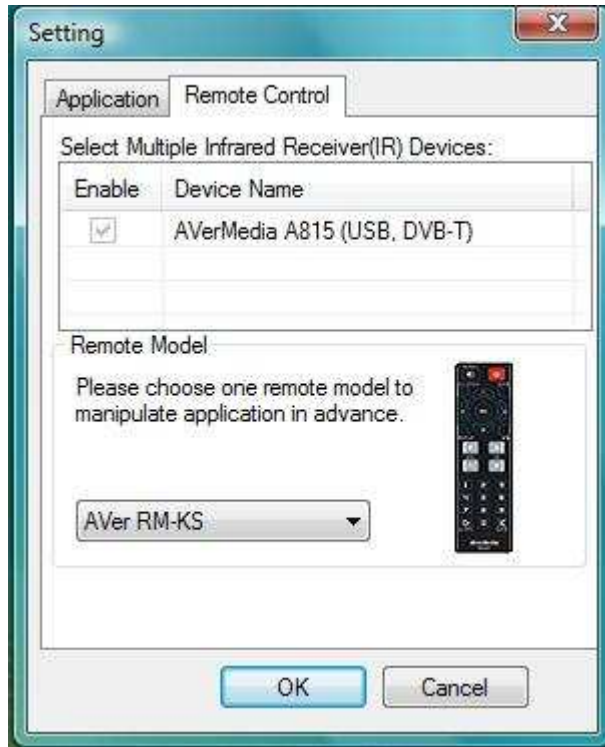 Setting
Application
Remote Control
Select Multiple Infrared Receiver(IR) Devices:
Enable
Device Name
AVerMedia A815 (USB, DVB-T)
Remote Model
Please choose one remote model to
manipulate application in advance.
AVer RM-KS
OK
Cancel